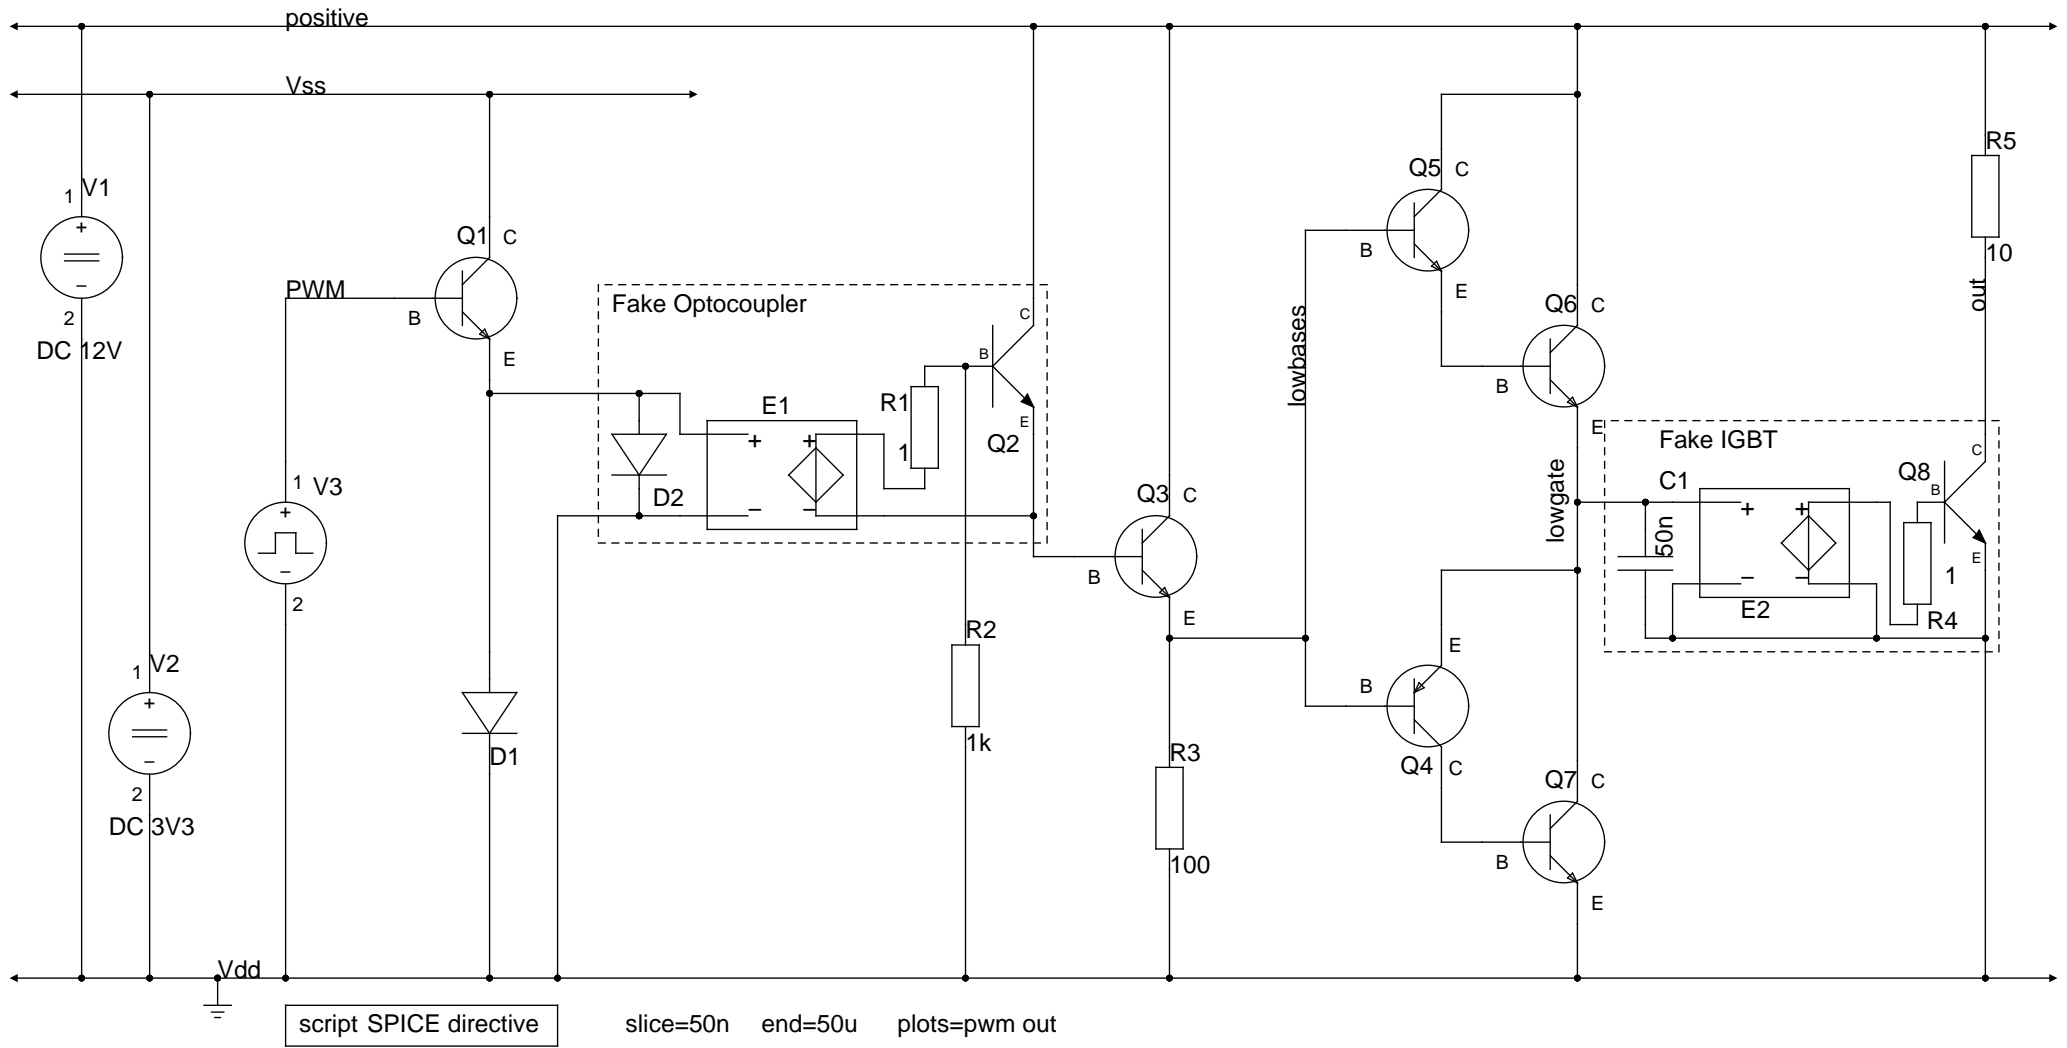 positive
Vss
1 V1
+
−
2
DC 12V
PWM
Q1 C
B
E
1 V3
+
−
2
1 V2
+
−
2
DC 3V3
Fake Optocoupler
D2
E1
+ +
− −
R1
1
C
B
E
Q2
D1
R2
1k
Q3 C
B
E
R3
100
lowbases
Q5 C
B
E
Q6 C
B
E
lowgate
B
E
Q4 C
Q7 C
B
E
Fake IGBT
C1
50n
+ +
− −
E2
Q8
C
B
E
1
R4
R5
10
out
Vdd
script SPICE directive slice=50n end=50u plots=pwm out